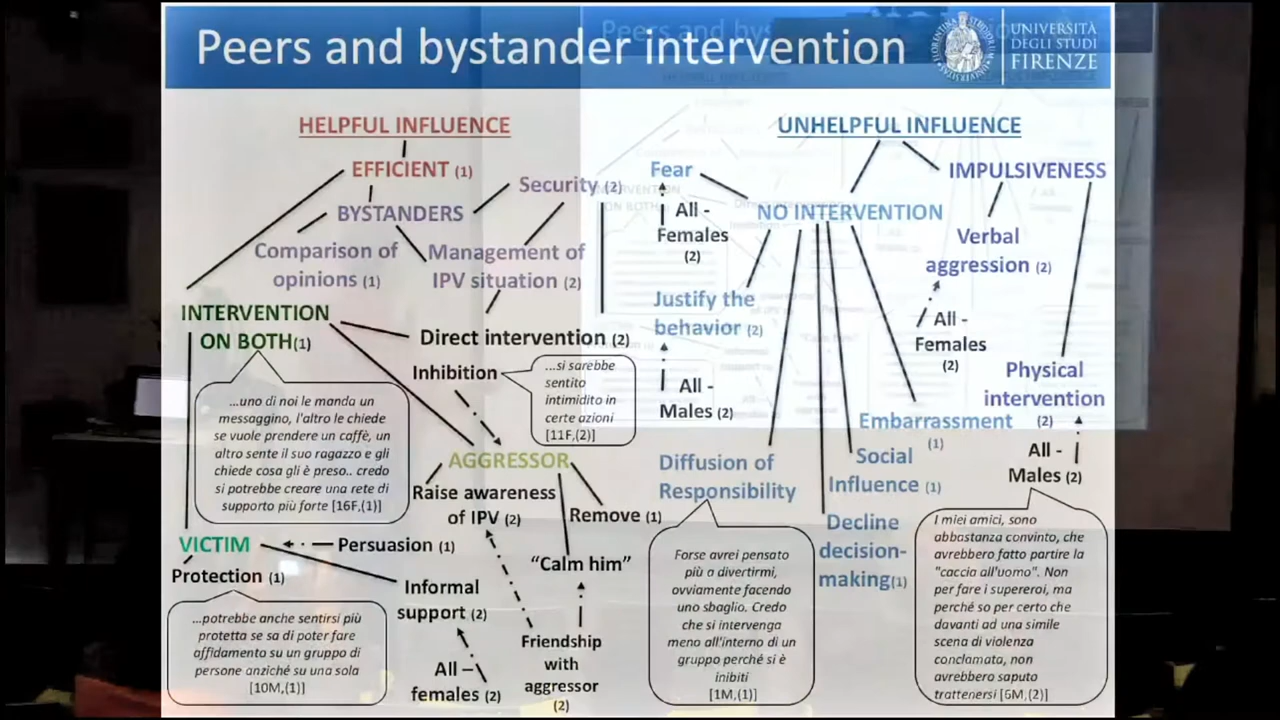 Peers and bystander intervention
UNIVERSITÀ
DEGLI STUDI
FIRENZE
HELPFUL INFLUENCE
EFFICIENT (1)
BYSTANDERS
Security (2)
Comparison of
opinions (1)
Management of
IPV situation (2)
INTERVENTION
ON BOTH(1)
Direct intervention (2)
Inhibition
...si sarebbe
sentito
intimidito in
certe azioni
[11F,(2)]
...uno di noi le manda un
messaggino, l'altro le chiede
se vuole prendere un caffè, un
altro sente il suo ragazzo e gli
chiede cosa gli è preso.. credo
si potrebbe creare una rete di
supporto più forte [16F,(1)]
AGGRESSOR
Raise awareness
of IPV (2)
Remove (1)
"Calm him"
VICTIM
Persuasion (1)
Protection (1)
Informal
support (2)
...potrebbe anche sentirsi più
protetta se sa di poter fare
affidamento su un gruppo di
persone anziché su una sola
[10M,(1)]
All –
females (2)
Friendship
with
aggressor
(2)
UNHELPFUL INFLUENCE
Fear
IMPULSIVENESS
All -
Females
(2)
NO INTERVENTION
Verbal
aggression (2)
Justify the
behavior (2)
All -
Females
(2)
All -
Males (2)
Physical
intervention
(2)
Embarrassment
(1)
Social
Influence (1)
All -
Males (2)
Diffusion of
Responsibility
Decline
decision-
making(1)
Forse avrei pensato
più a divertirmi,
ovviamente facendo
uno sbaglio. Credo
che si intervenga
meno all'interno di un
gruppo perché si è
inibiti
[1M,(1)]
I miei amici, sono
abbastanza convinto, che
avrebbero fatto partire la
"caccia all'uomo". Non
per fare i supereroi, ma
perché so per certo che
davanti ad una simile
scena di violenza
conclamata, non
avrebbero saputo
trattenersi [6M,(2)]